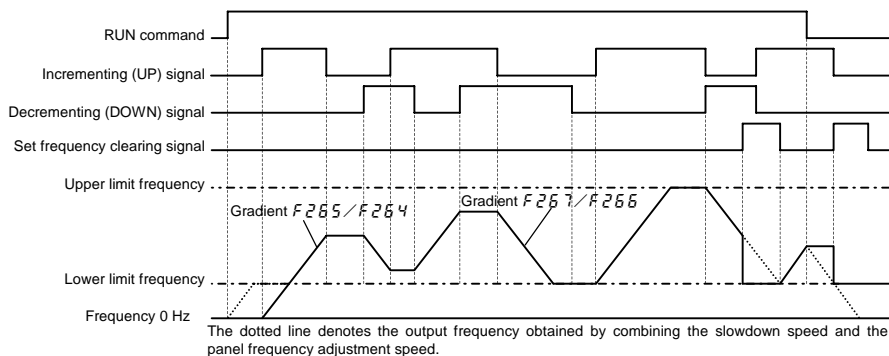 RUN command
Incrementing (UP) signal
Decrementing (DOWN) signal
Set frequency clearing signal
Upper limit frequency
Gradient F265/F264
Gradient F267/F266
Lower limit frequency
Frequency 0 Hz
The dotted line denotes the output frequency obtained by combining the slowdown speed and the
panel frequency adjustment speed.